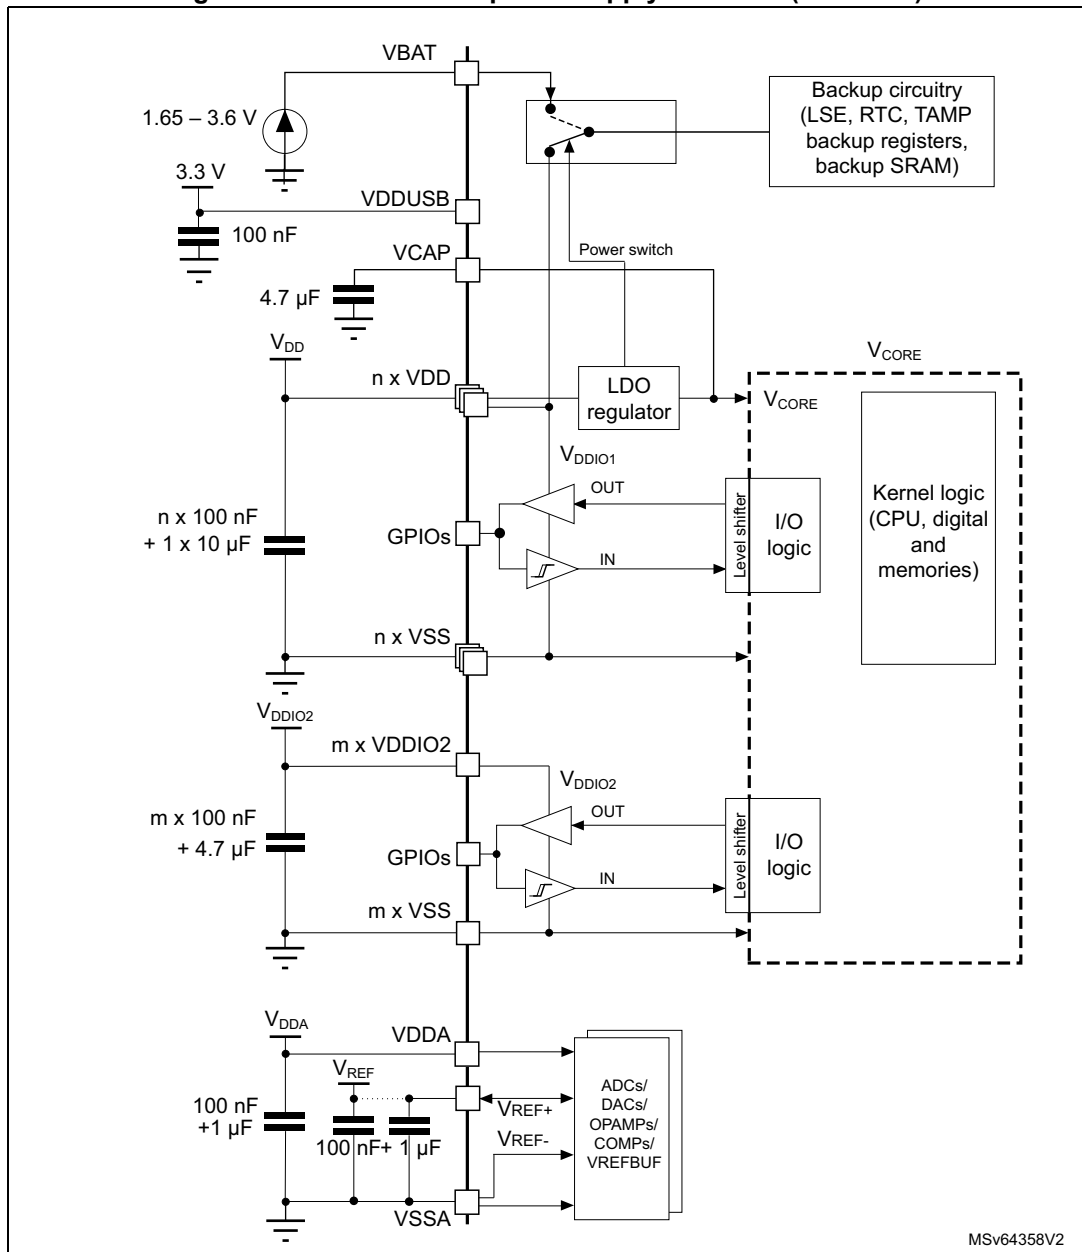 VBAT
1.65 – 3.6 V
Backup circuitry
(LSE, RTC, TAMP
backup registers,
backup SRAM)
3.3 V
VDDUSB
100 nF
VCAP
Power switch
4.7 µF
VDD
n x VDD
LDO
regulator
VCORE
VCORE
VDDIO1
OUT
IN
GPIOs
n x 100 nF
+ 1 x 10 µF
Level shifter
I/O
logic
Kernel logic
(CPU, digital
and
memories)
n x VSS
VDDIO2
m x VDDIO2
VDDIO2
OUT
IN
GPIOs
m x 100 nF
+ 4.7 µF
Level shifter
I/O
logic
m x VSS
VDDA
VDDA
VREF
100 nF
+1 µF
100 nF+ 1 µF
VREF+
VREF-
ADCs/
DACs/
OPAMPs/
COMPs/
VREFBUF
VSSA
MSv64358V2